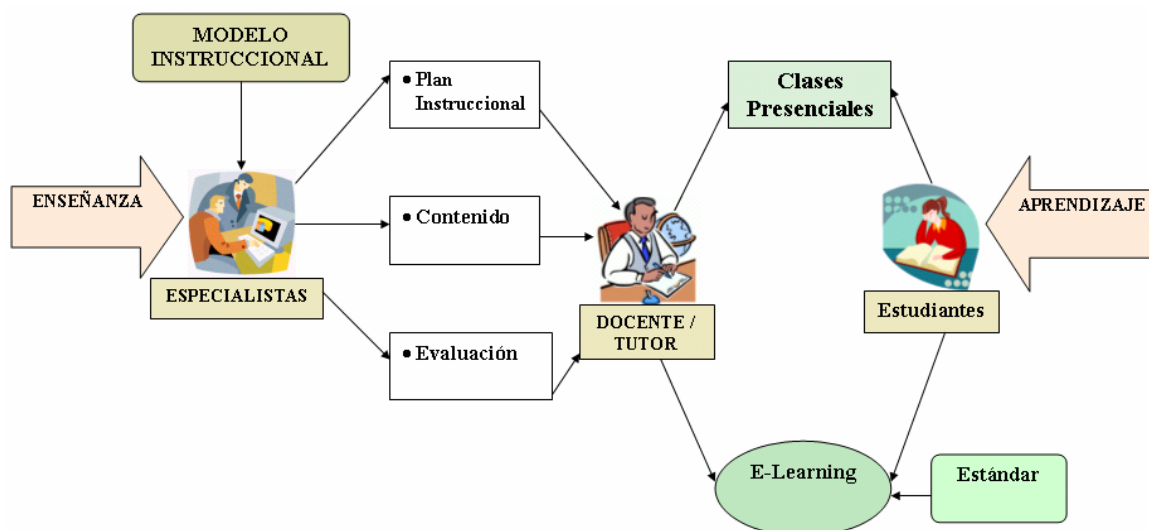 MODELO
INSTRUCCIONAL
• Plan
Instruccional
Clases
Presenciales
ENSEÑANZA
• Contenido
APRENDIZAJE
ESPECIALISTAS
Estudiantes
DOCENTE /
TUTOR
• Evaluación
E-Learning
Estándar